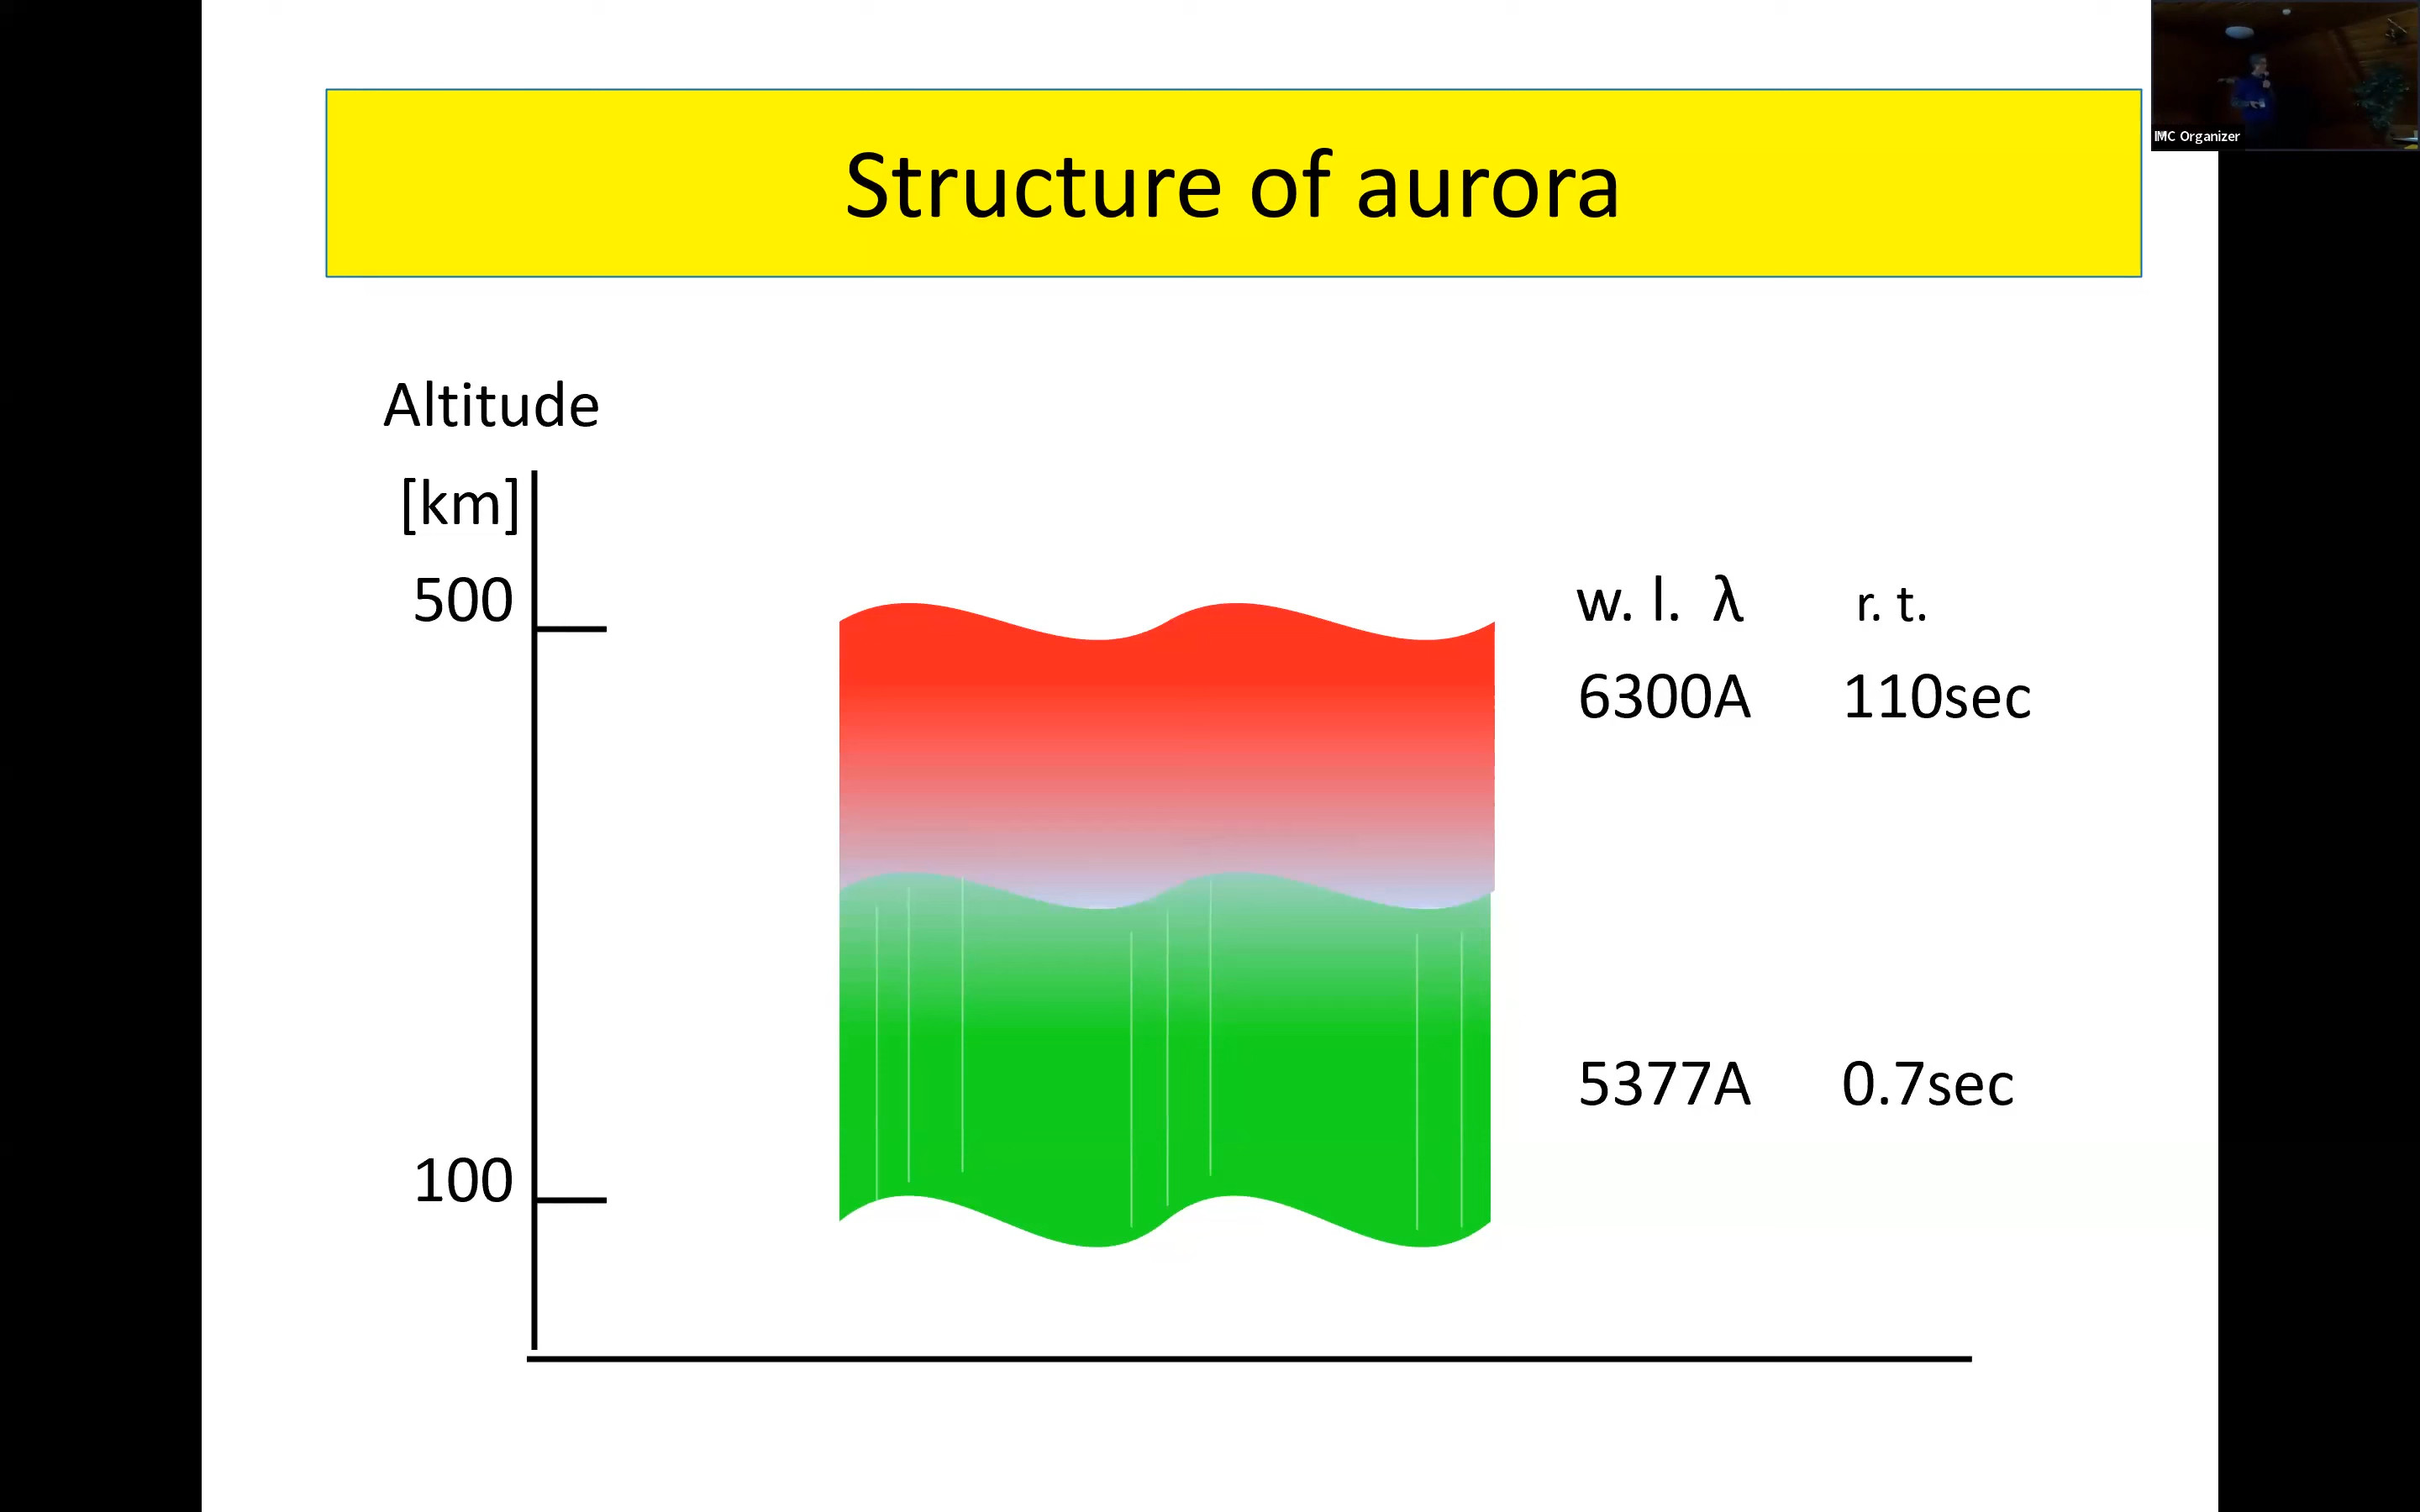 IMC Organizer
Structure of aurora
Altitude
[km]
500
w. l. λ r. t.
6300A 110sec
5377A 0.7sec
100